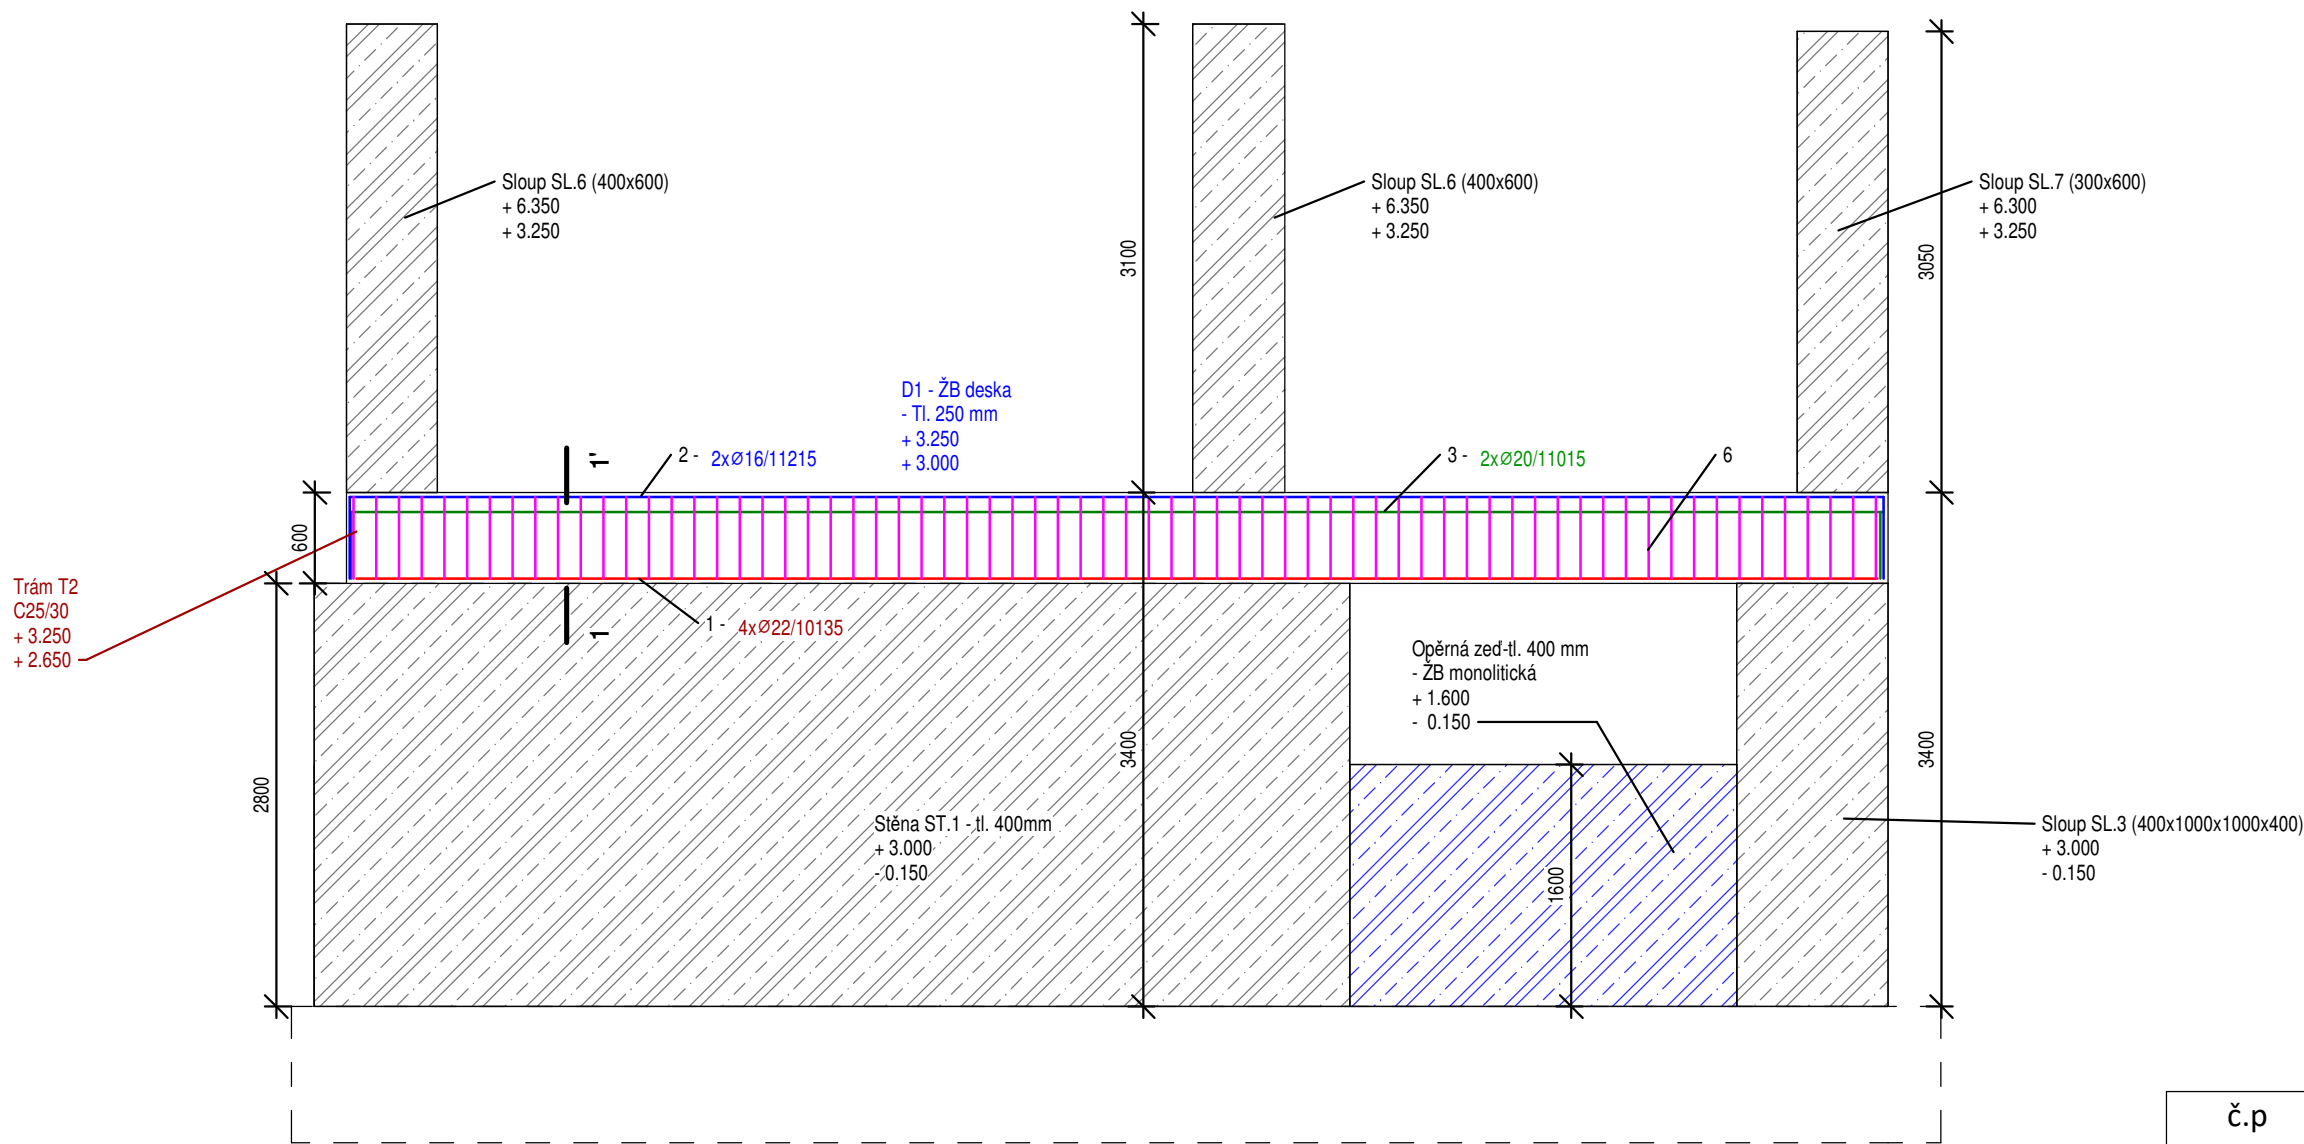 Sloup SL.6 (400x600)
+ 6.350
+ 3.250
Sloup SL.6 (400x600)
+ 6.350
+ 3.250
Sloup SL.7 (300x600)
+ 6.300
+ 3.250
3100
3050
D1 - ŽB deska
- Tl. 250 mm
+ 3.250
+ 3.000
1'
2 - 2xØ16/11215
3 - 2xØ20/11015
6
600
Trám T2
C25/30
+ 3.250
+ 2.650
1
1 - 4xØ22/10135
Opěrná zeď-tl. 400 mm
- ŽB monolitická
+ 1.600
- 0.150
2800
3400
3400
Stěna ST.1 - tl. 400mm
+ 3.000
- 0.150
1600
Sloup SL.3 (400x1000x1000x400)
+ 3.000
- 0.150
č.p